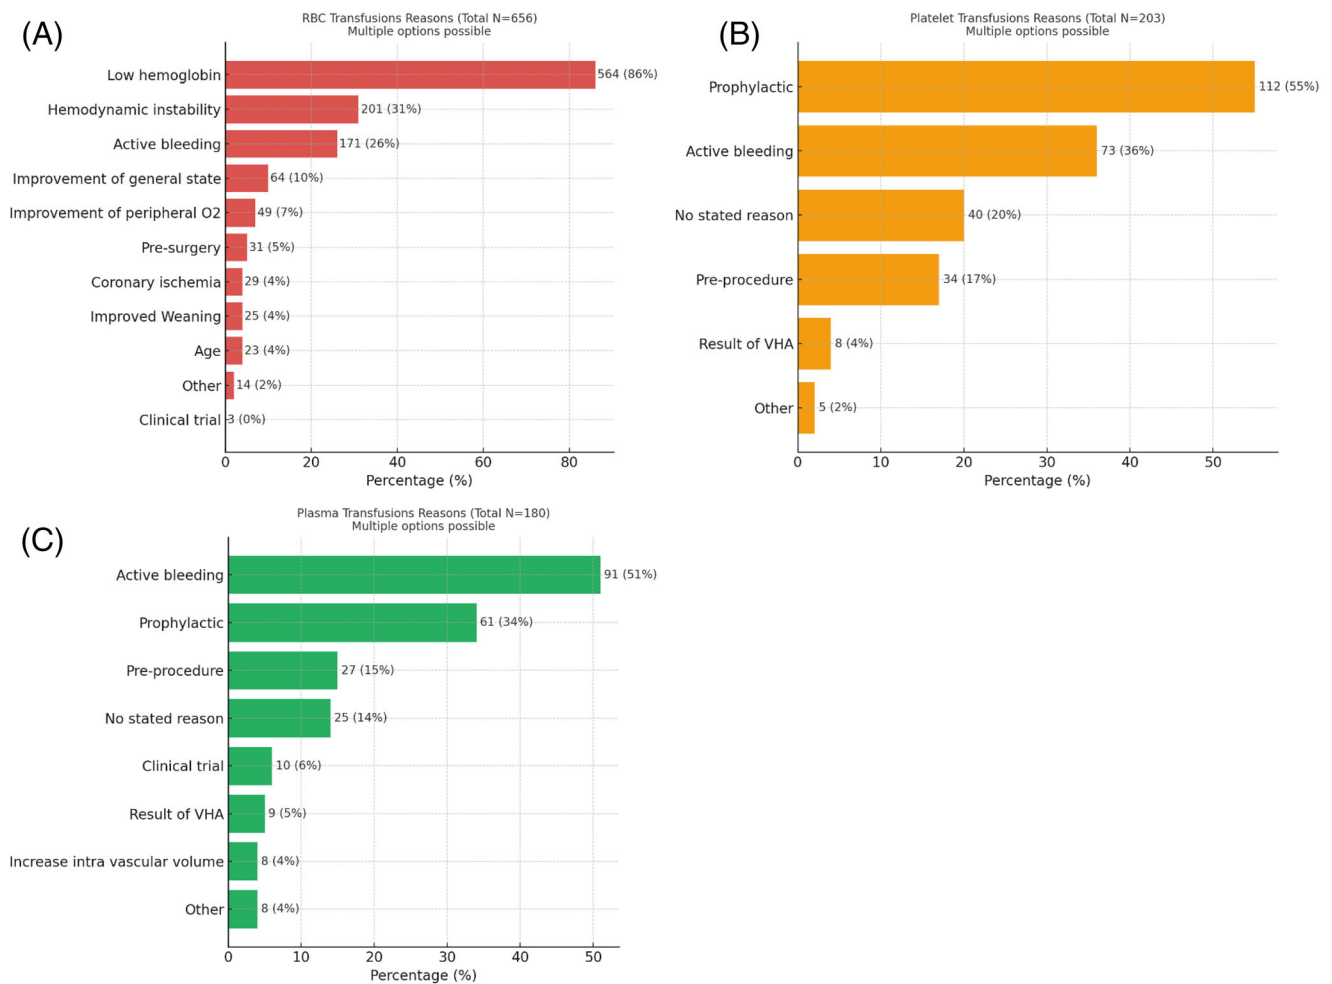 (A)
RBC Transfusions Reasons (Total N=656)
Multiple options possible
Low hemoglobin 564 (86%)
Hemodynamic instability 201 (31%)
Active bleeding 171 (26%)
Improvement of general state 64 (10%)
Improvement of peripheral O2 49 (7%)
Pre-surgery 31 (5%)
Coronary ischemia 29 (4%)
Improved Weaning 25 (4%)
Age 23 (4%)
Other 14 (2%)
Clinical trial 3 (0%)
0 20 40 60 80
Percentage (%)
(B)
Platelet Transfusions Reasons (Total N=203)
Multiple options possible
Prophylactic 112 (55%)
Active bleeding 73 (36%)
No stated reason 40 (20%)
Pre-procedure 34 (17%)
Result of VHA 8 (4%)
Other 5 (2%)
0 10 20 30 40 50
Percentage (%)
(C)
Plasma Transfusions Reasons (Total N=180)
Multiple options possible
Active bleeding 91 (51%)
Prophylactic 61 (34%)
Pre-procedure 27 (15%)
No stated reason 25 (14%)
Clinical trial 10 (6%)
Result of VHA 9 (5%)
Increase intra vascular volume 8 (4%)
Other 8 (4%)
0 10 20 30 40 50
Percentage (%)